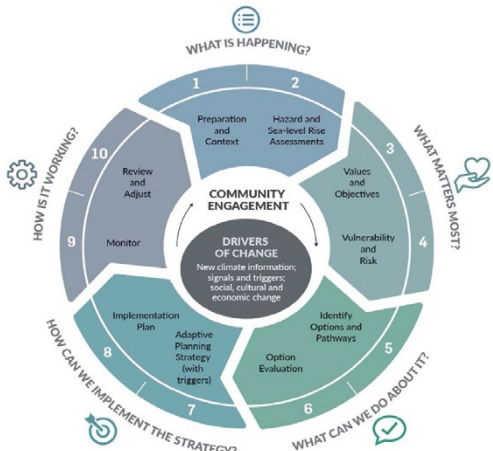 WHAT IS HAPPENING?
1
2
Preparation
and
Context
Hazard and
Sea-level Rise
Assessments
WHAT MATTERS MOST?
3
4
Values
and
Objectives
Vulnerability
and
Risk
WHAT CAN WE DO ABOUT IT?
5
6
Identify
Options and
Pathways
Option
Evaluation
HOW CAN WE IMPLEMENT THE STRATEGY?
7
8
Adaptive
Planning
Strategy
(with
triggers)
Implementation
Plan
HOW IS IT WORKING?
9
10
Monitor
Review
and
Adjust
COMMUNITY
ENGAGEMENT
DRIVERS
OF CHANGE
New climate information;
signals and triggers;
social, cultural and
economic change